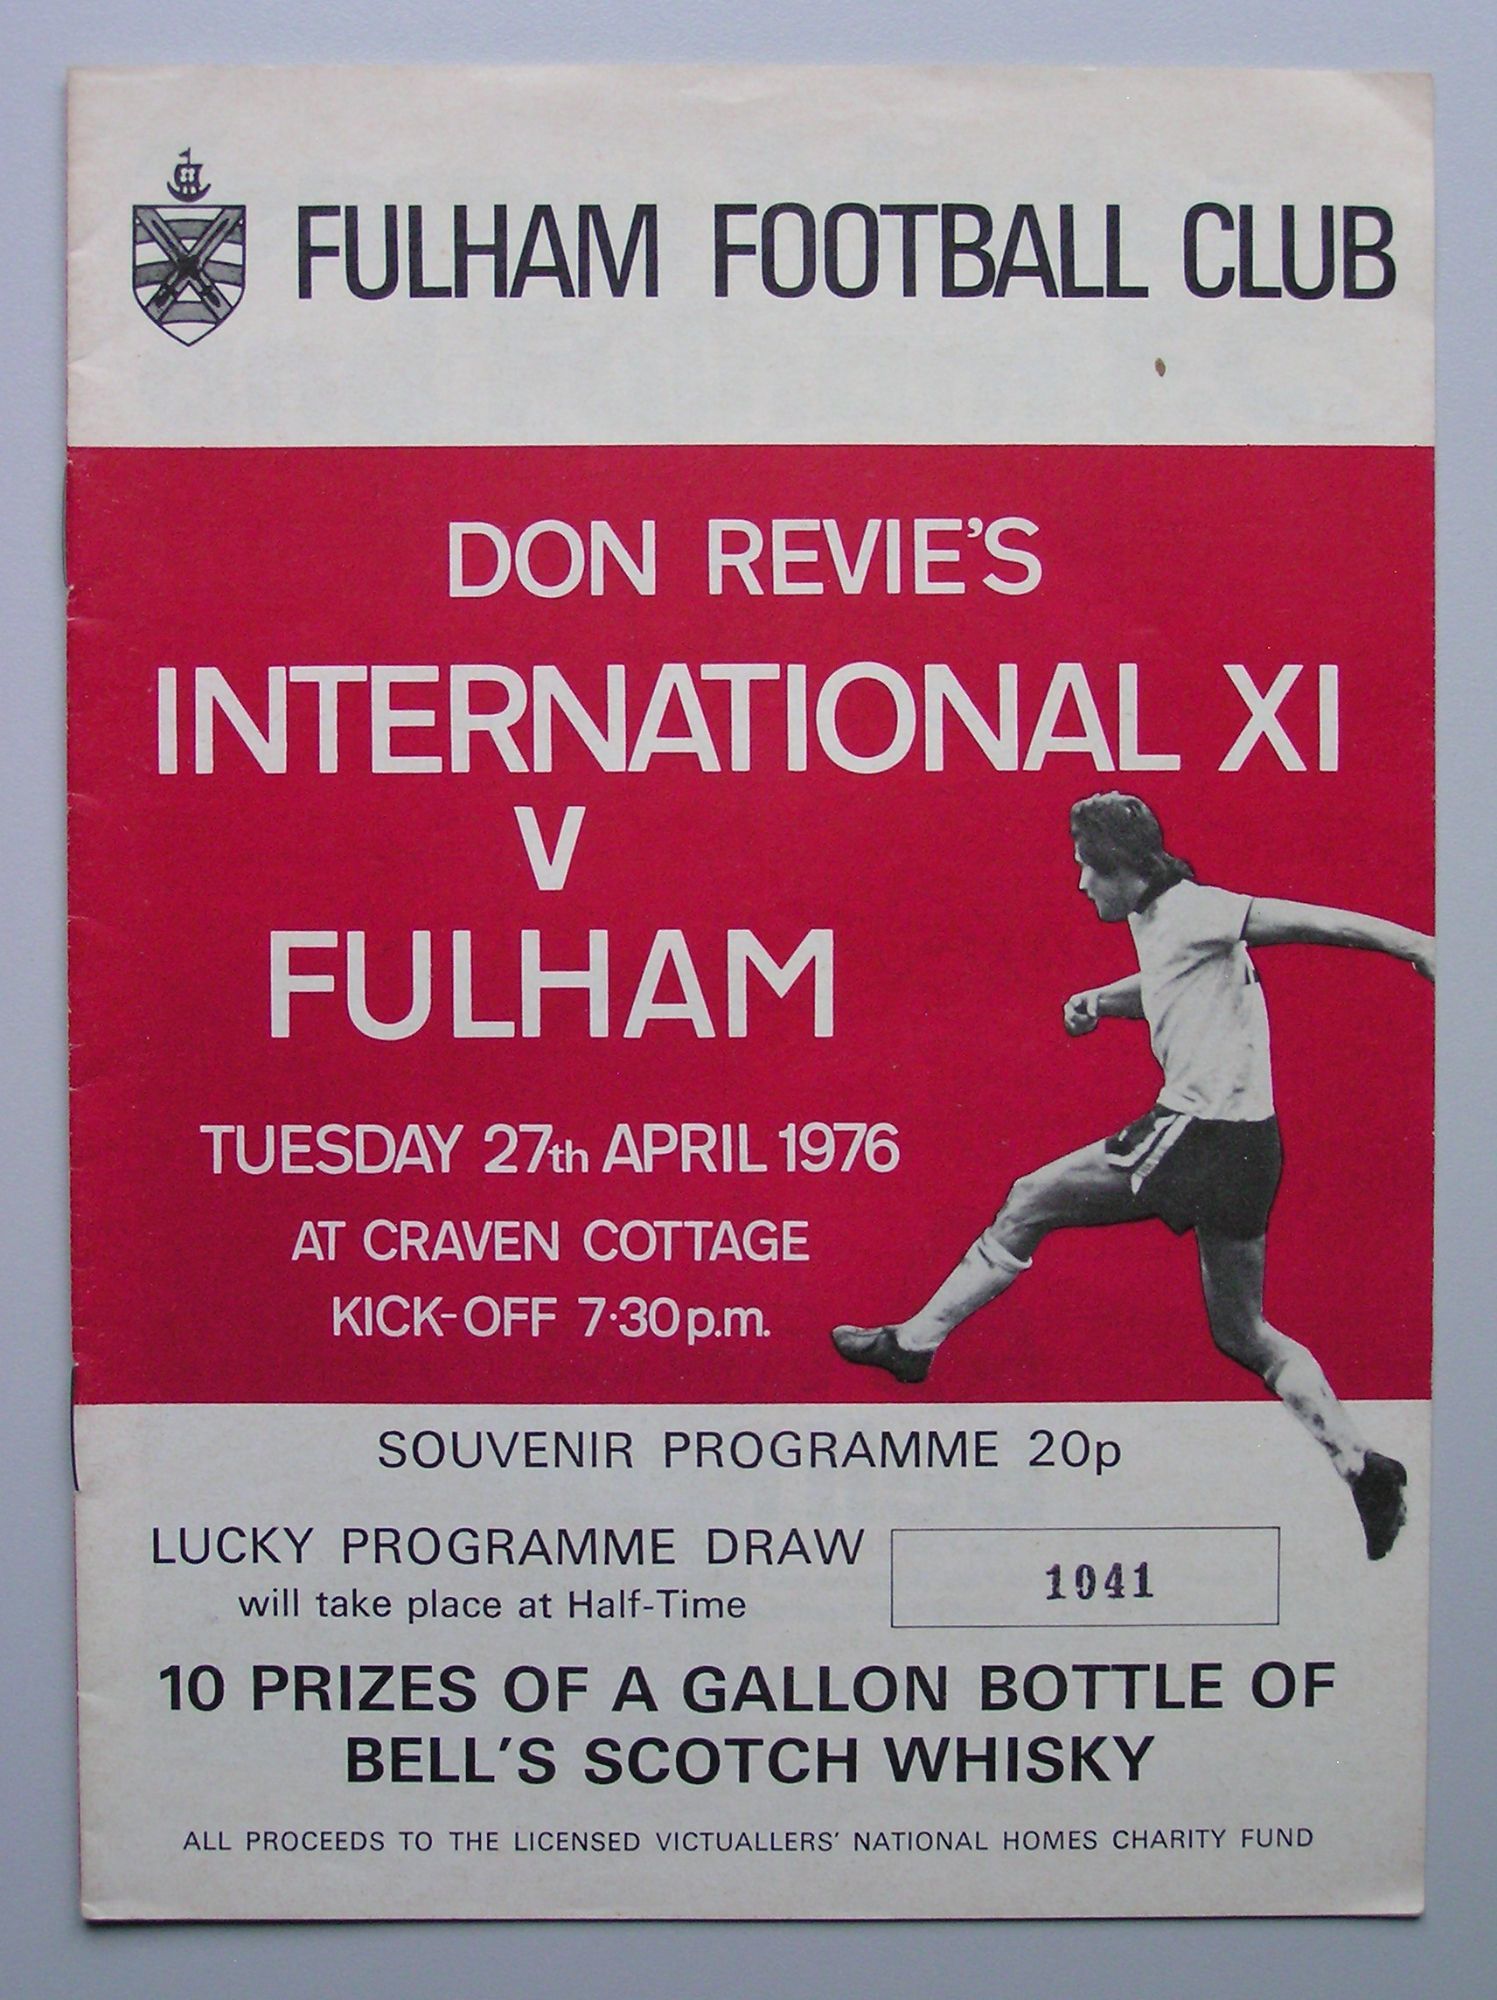 FULHAM FOOTBALL CLUB
DON REVIE'S
INTERNATIONAL XI
V
FULHAM
TUESDAY 27th APRIL 1976
AT CRAVEN COTTAGE
KICK-OFF 7·30p.m.
SOUVENIR PROGRAMME 20p
LUCKY PROGRAMME DRAW
will take place at Half-Time
1041
10 PRIZES OF A GALLON BOTTLE OF
BELL'S SCOTCH WHISKY
ALL PROCEEDS TO THE LICENSED VICTUALLERS' NATIONAL HOMES CHARITY FUND